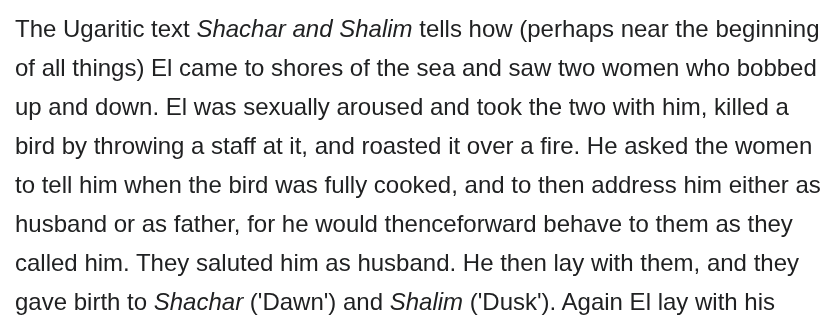 The Ugaritic text Shachar and Shalim tells how (perhaps near the beginning
of all things) El came to shores of the sea and saw two women who bobbed
up and down. El was sexually aroused and took the two with him, killed a
bird by throwing a staff at it, and roasted it over a fire. He asked the women
to tell him when the bird was fully cooked, and to then address him either as
husband or as father, for he would thenceforward behave to them as they
called him. They saluted him as husband. He then lay with them, and they
gave birth to Shachar ('Dawn') and Shalim ('Dusk'). Again El lay with his